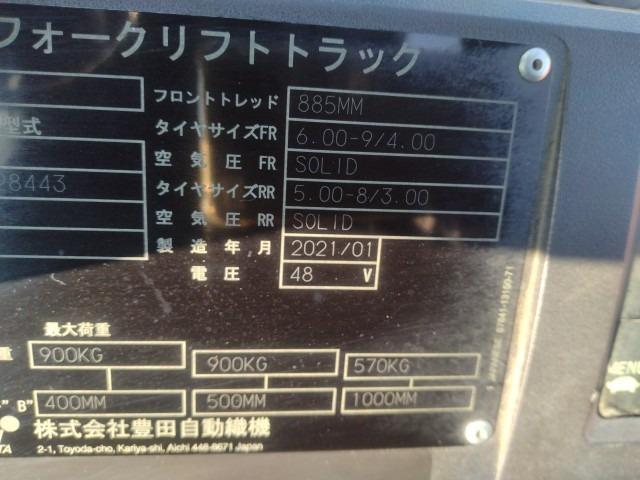 フォークリフトトラック
フロントトレッド 885MM
型式
タイヤサイズFR 6.00-9/4.00
空気圧FR SOLID
28443
タイヤサイズRR 5.00-8/3.00
空気圧RR SOLID
製造年月 2021/01
電圧 48 V
最大荷重
重 900KG 900KG 570KG
B" 400MM 500MM 1000MM
株式会社豊田自動織機
2-1, Toyoda-cho, Kariya-shi, Aichi 448-8671 Japan
MENU